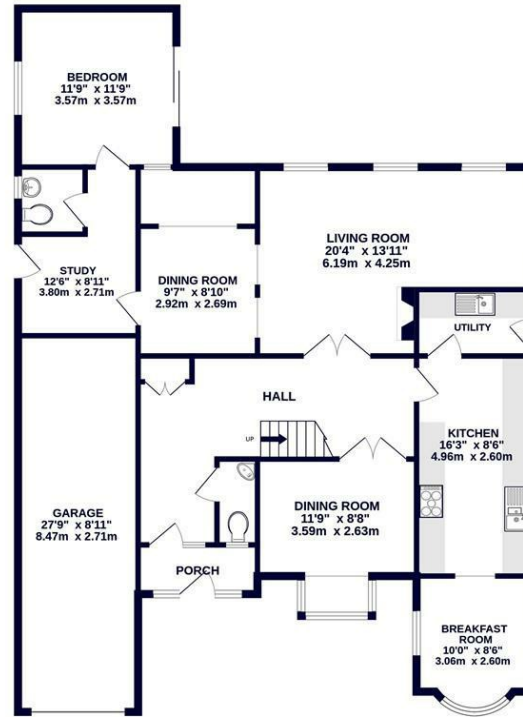 BEDROOM
11'9" x 11'9"
3.57m x 3.57m
LIVING ROOM
20'4" x 13'11"
6.19m x 4.25m
STUDY
12'6" x 8'11"
3.80m x 2.71m
DINING ROOM
9'7" x 8'10"
2.92m x 2.69m
UTILITY
HALL
UP
KITCHEN
16'3" x 8'6"
4.96m x 2.60m
GARAGE
27'9" x 8'11"
8.47m x 2.71m
DINING ROOM
11'9" x 8'8"
3.59m x 2.63m
PORCH
BREAKFAST
ROOM
10'0" x 8'6"
3.06m x 2.60m